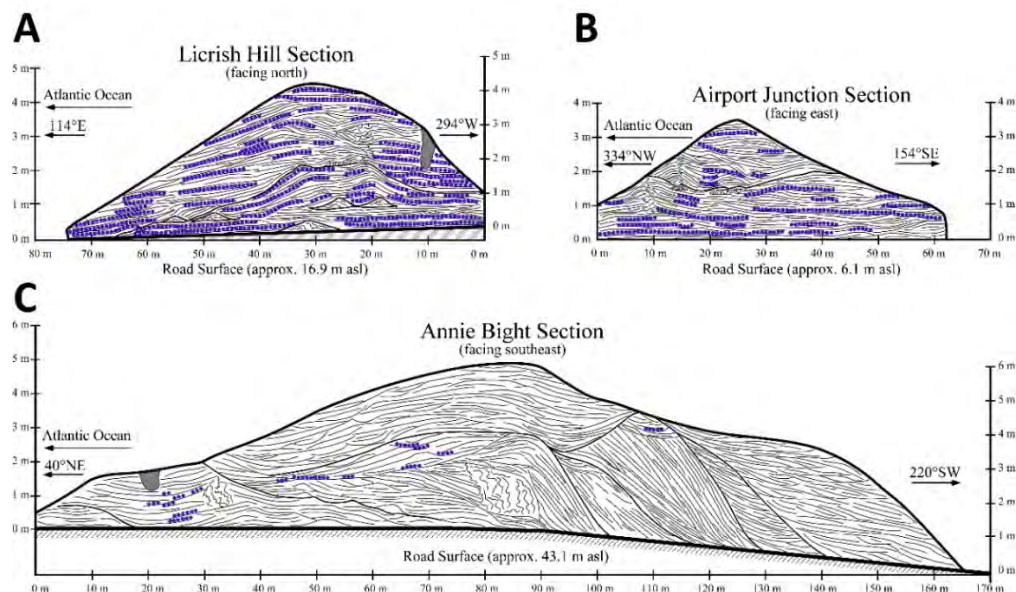 A
Licrish Hill Section
(facing north)
5 m
4 m
3 m
2 m
1 m
0 m
Atlantic Ocean
114°E
294°W
5 m
4 m
3 m
2 m
1 m
0 m
80 m 70 m 60 m 50 m 40 m 30 m 20 m 10 m 0 m
Road Surface (approx. 16.9 m asl)
B
Airport Junction Section
(facing east)
4 m
3 m
2 m
1 m
0 m
Atlantic Ocean
334°NW
154°SE
4 m
3 m
2 m
1 m
0 m
0 m 10 m 20 m 30 m 40 m 50 m 60 m 70 m
Road Surface (approx. 6.1 m asl)
C
Annie Bight Section
(facing southeast)
6 m
5 m
4 m
3 m
2 m
1 m
0 m
Atlantic Ocean
40°NE
220°SW
6 m
5 m
4 m
3 m
2 m
1 m
0 m
Road Surface (approx. 43.1 m asl)
0 m 10 m 20 m 30 m 40 m 50 m 60 m 70 m 80 m 90 m 100 m 110 m 120 m 130 m 140 m 150 m 160 m 170 m